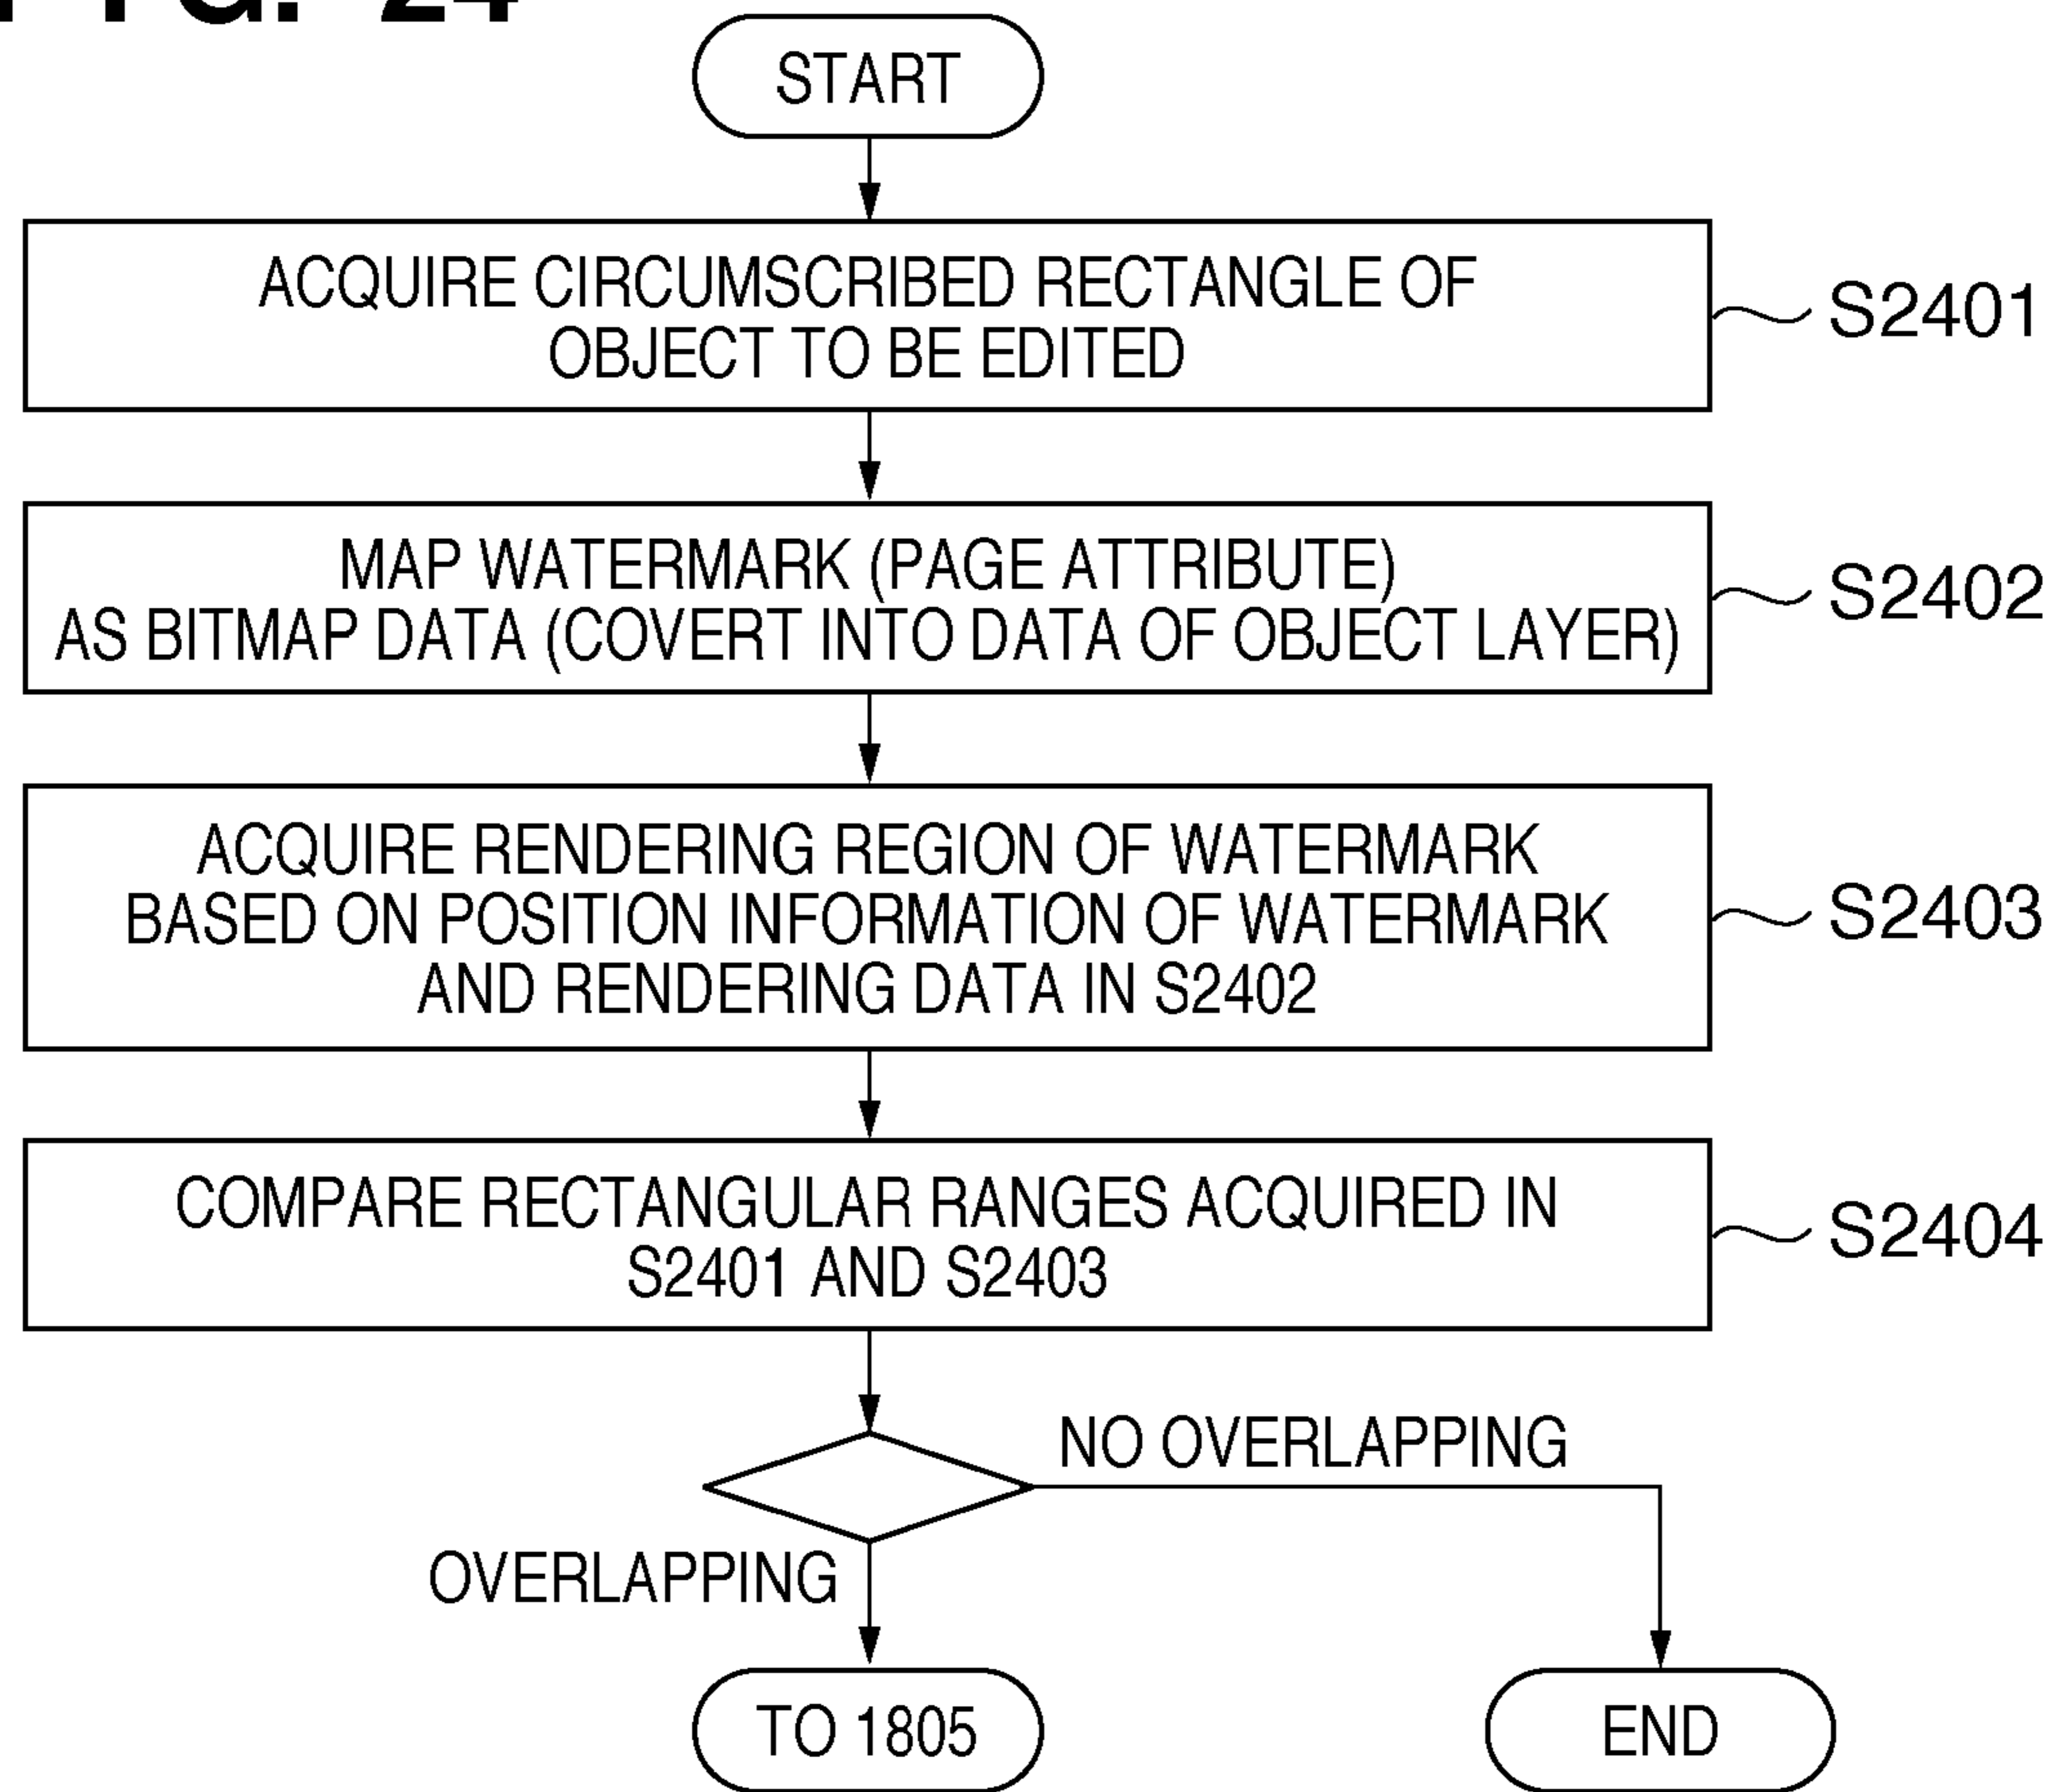 FIG. 24
START
ACQUIRE CIRCUMSCRIBED RECTANGLE OF
OBJECT TO BE EDITED
S2401
MAP WATERMARK (PAGE ATTRIBUTE)
AS BITMAP DATA (COVERT INTO DATA OF OBJECT LAYER)
S2402
ACQUIRE RENDERING REGION OF WATERMARK
BASED ON POSITION INFORMATION OF WATERMARK
AND RENDERING DATA IN S2402
S2403
COMPARE RECTANGULAR RANGES ACQUIRED IN
S2401 AND S2403
S2404
NO OVERLAPPING
OVERLAPPING
TO 1805
END